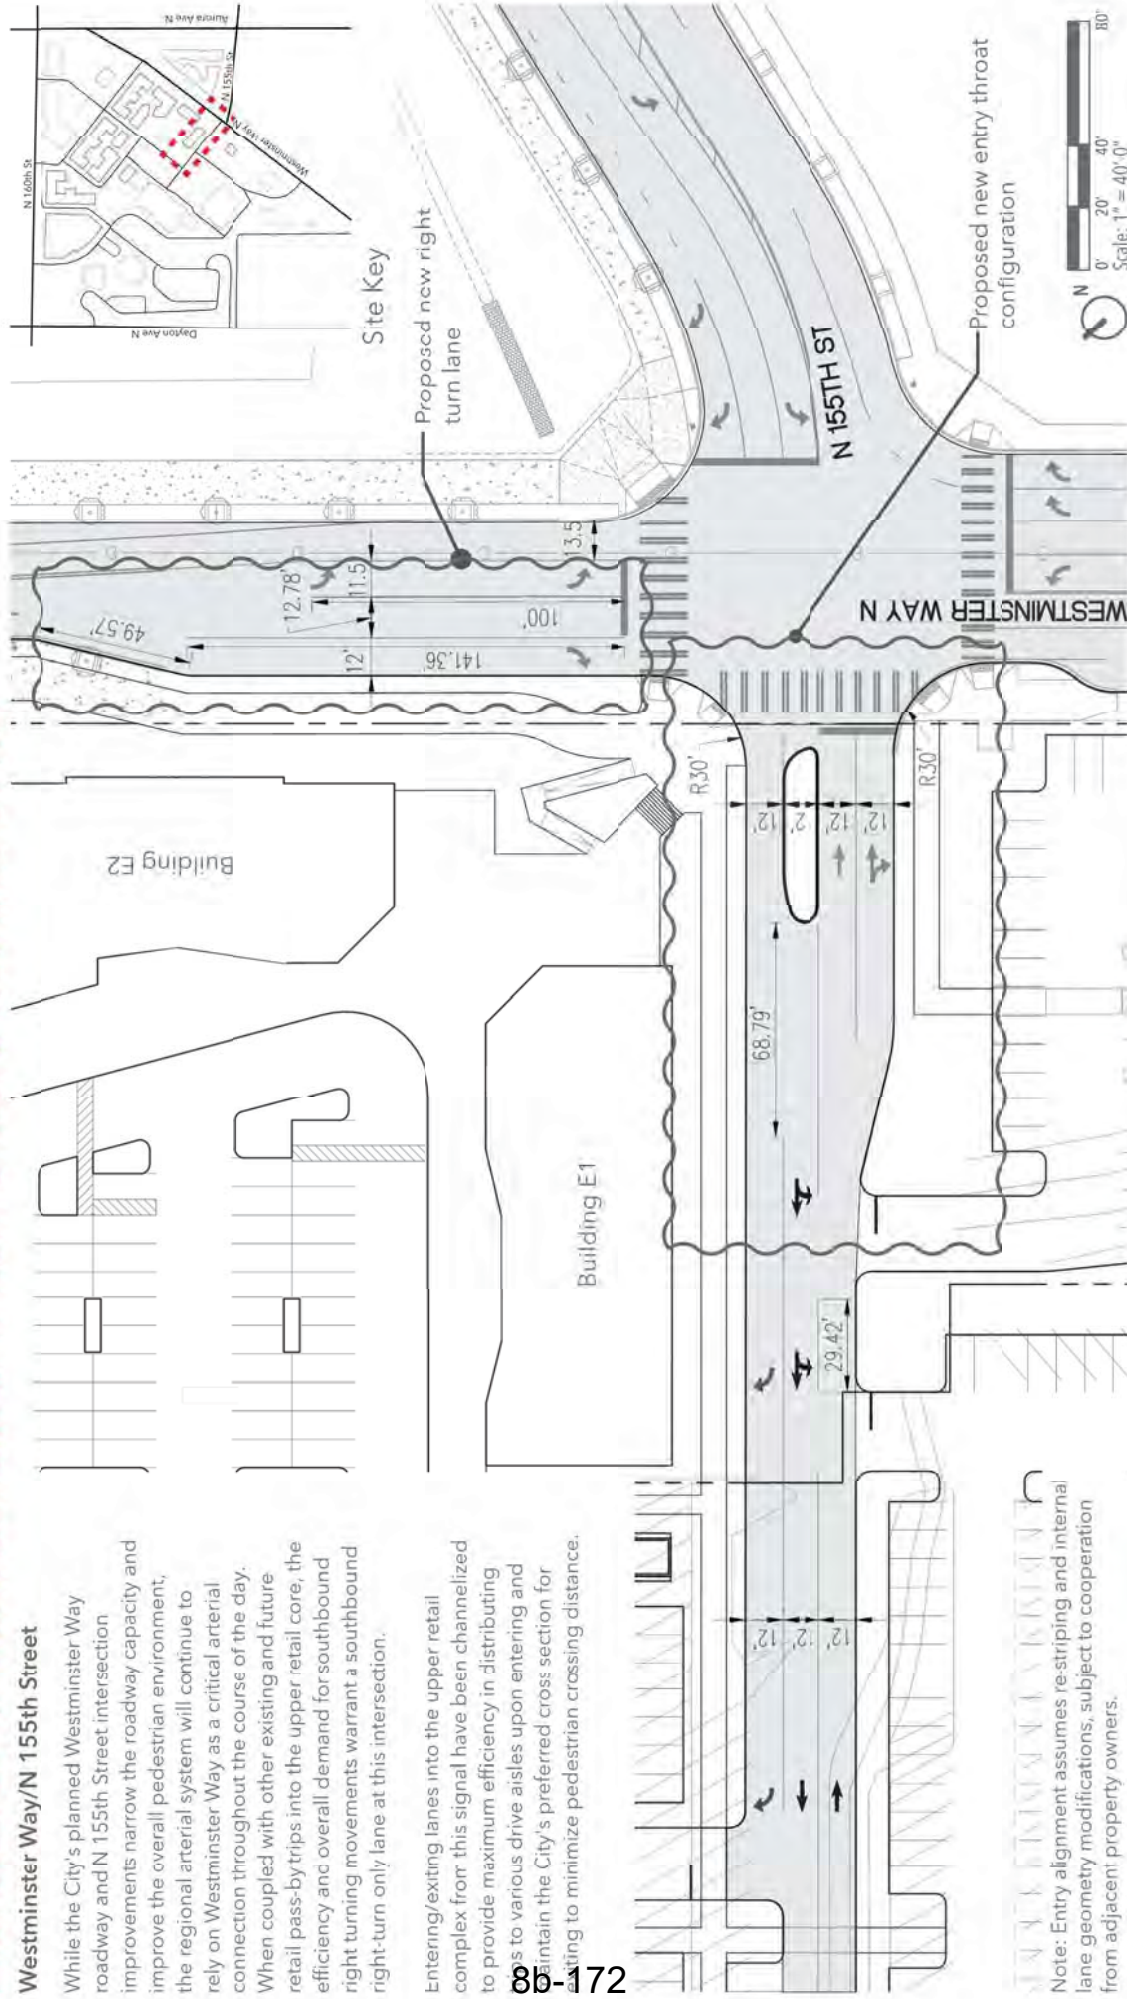 Westminster Way/N 155th Street
While the City's planned Westminster Way
roadway and N 155th Street intersection
improvements narrow the roadway capacity and
improve the overall pedestrian environment,
the regional arterial system will continue to
rely on Westminster Way as a critical arterial
connection throughout the course of the day.
When coupled with other existing and future
retail pass-by trips into the upper retail core, the
efficiency and overall demand for southbound
right turning movements warrant a southbound
right-turn only lane at this intersection.
Entering/exiting lanes into the upper retail
complex from this signal have been channelized
to provide maximum efficiency in distributing
to various drive aisles upon entering and
the City's preferred cross section for
to minimize pedestrian crossing distance.
Building E2
Building E1
49.57'
12.78'
11.5'
12'
100'
141.36'
13.5'
R30'
R30'
12'
2'
12'
12'
68.79'
29.42'
12'
12'
12'
Proposed new right
turn lane
Proposed new entry throat
configuration
N 155TH ST
WESTMINSTER WAY N
Site Key
N 160th St
Aurora Ave N
N 155th St
Westminster Way N
Dayton Ave N
N
0'
20'
40'
80'
Scale: 1" = 40'-0"
Note: Entry alignment assumes re-striping and internal
lane geometry modifications, subject to cooperation
from adjacent property owners.
8b-172